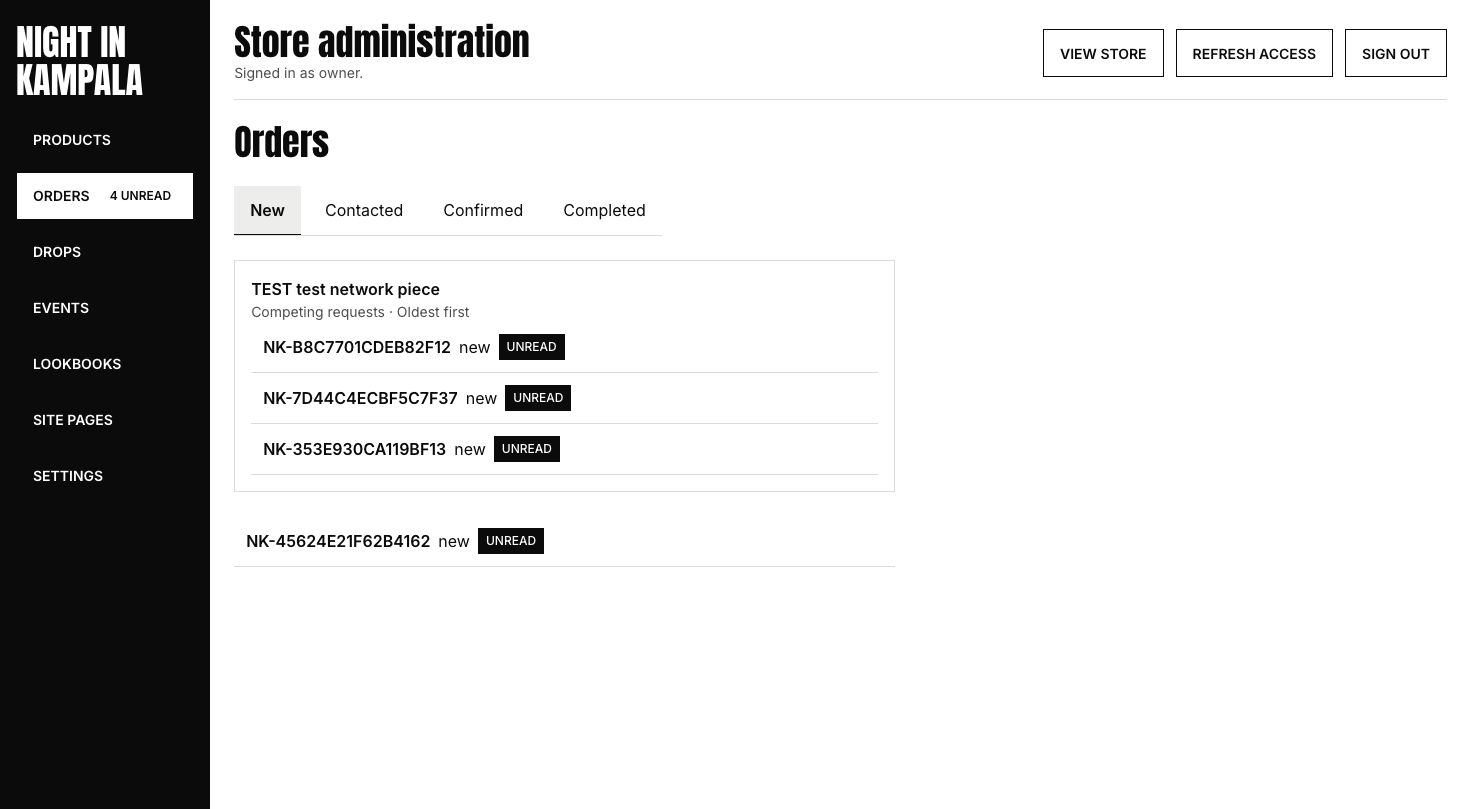 NIGHT IN
KAMPALA
PRODUCTS
ORDERS 4 UNREAD
DROPS
EVENTS
LOOKBOOKS
SITE PAGES
SETTINGS
Store administration
Signed in as owner.
VIEW STORE REFRESH ACCESS SIGN OUT
Orders
New Contacted Confirmed Completed
TEST test network piece
Competing requests · Oldest first
NK-B8C7701CDEB82F12 new UNREAD
NK-7D44C4ECBF5C7F37 new UNREAD
NK-353E930CA119BF13 new UNREAD
NK-45624E21F62B4162 new UNREAD